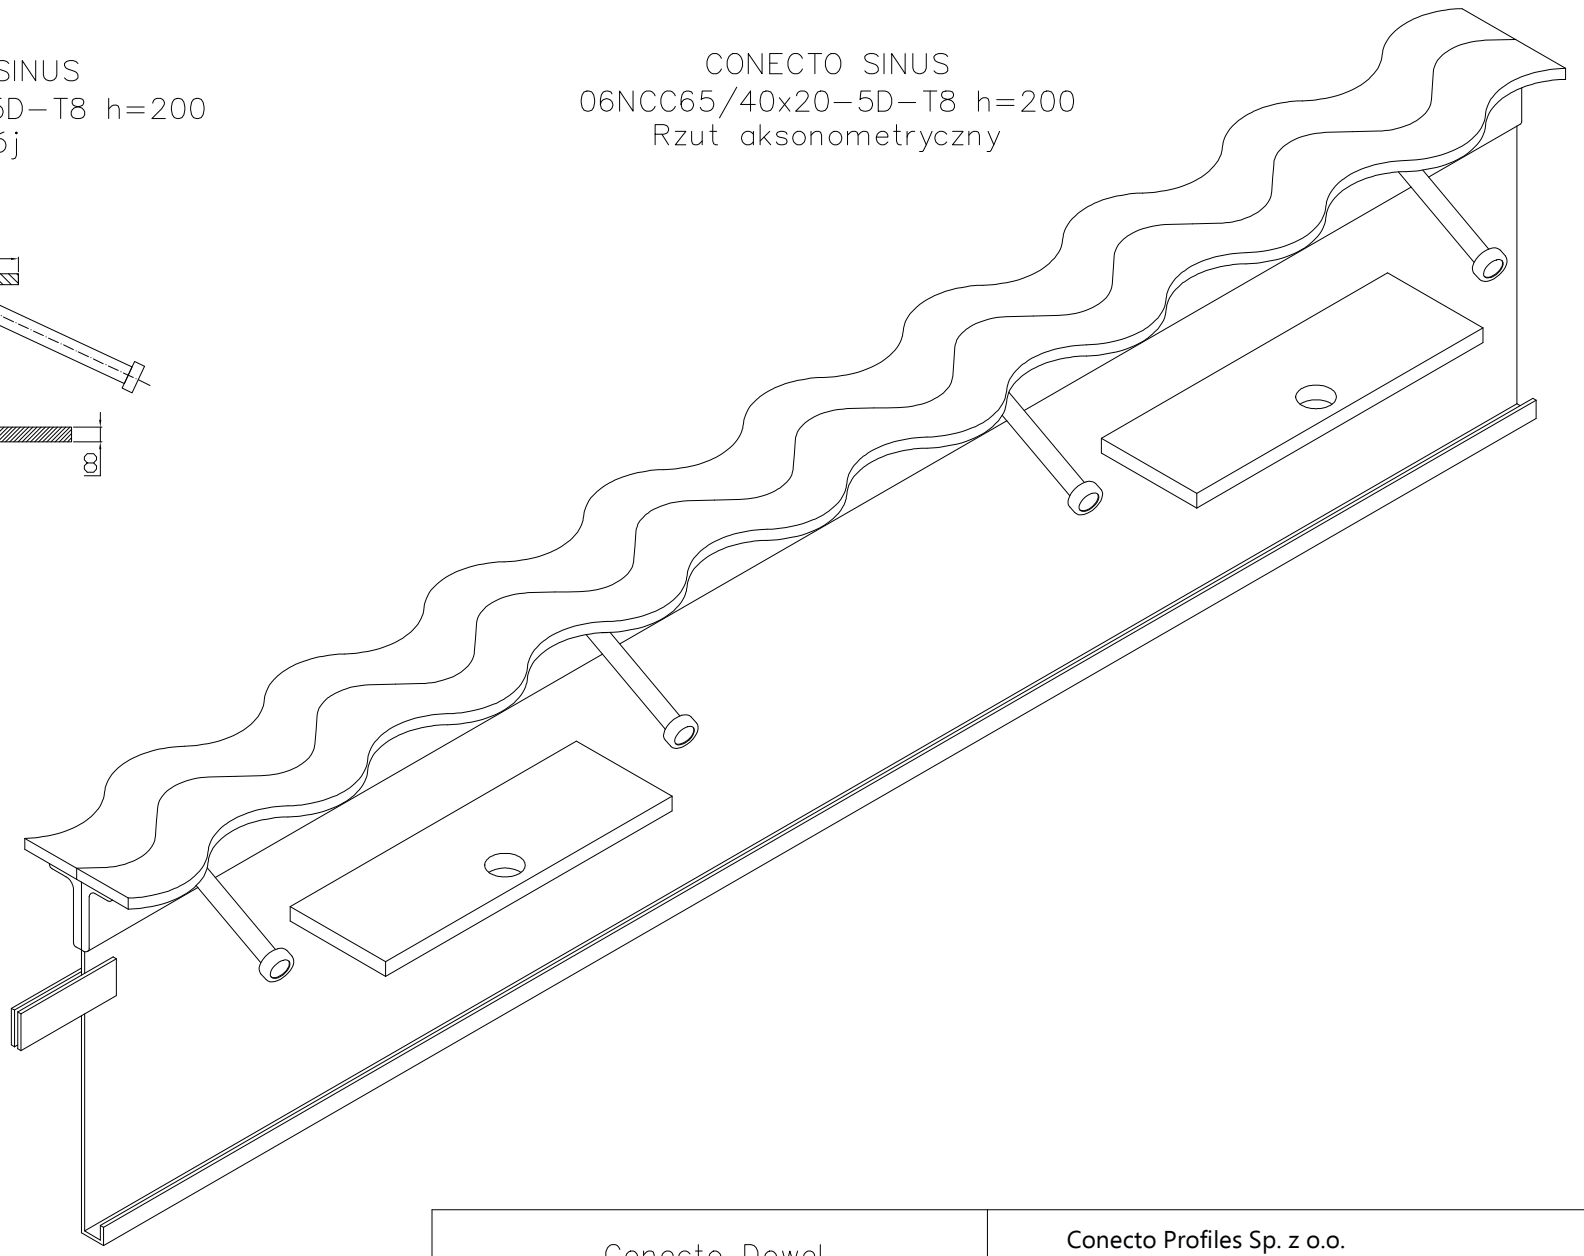 SINUS
5D-T8 h=200
ój
CONECTO SINUS
06NCC65/40x20-5D-T8 h=200
Rzut aksonometryczny
8
Conecto Dowel
Conecto Profiles Sp. z o.o.